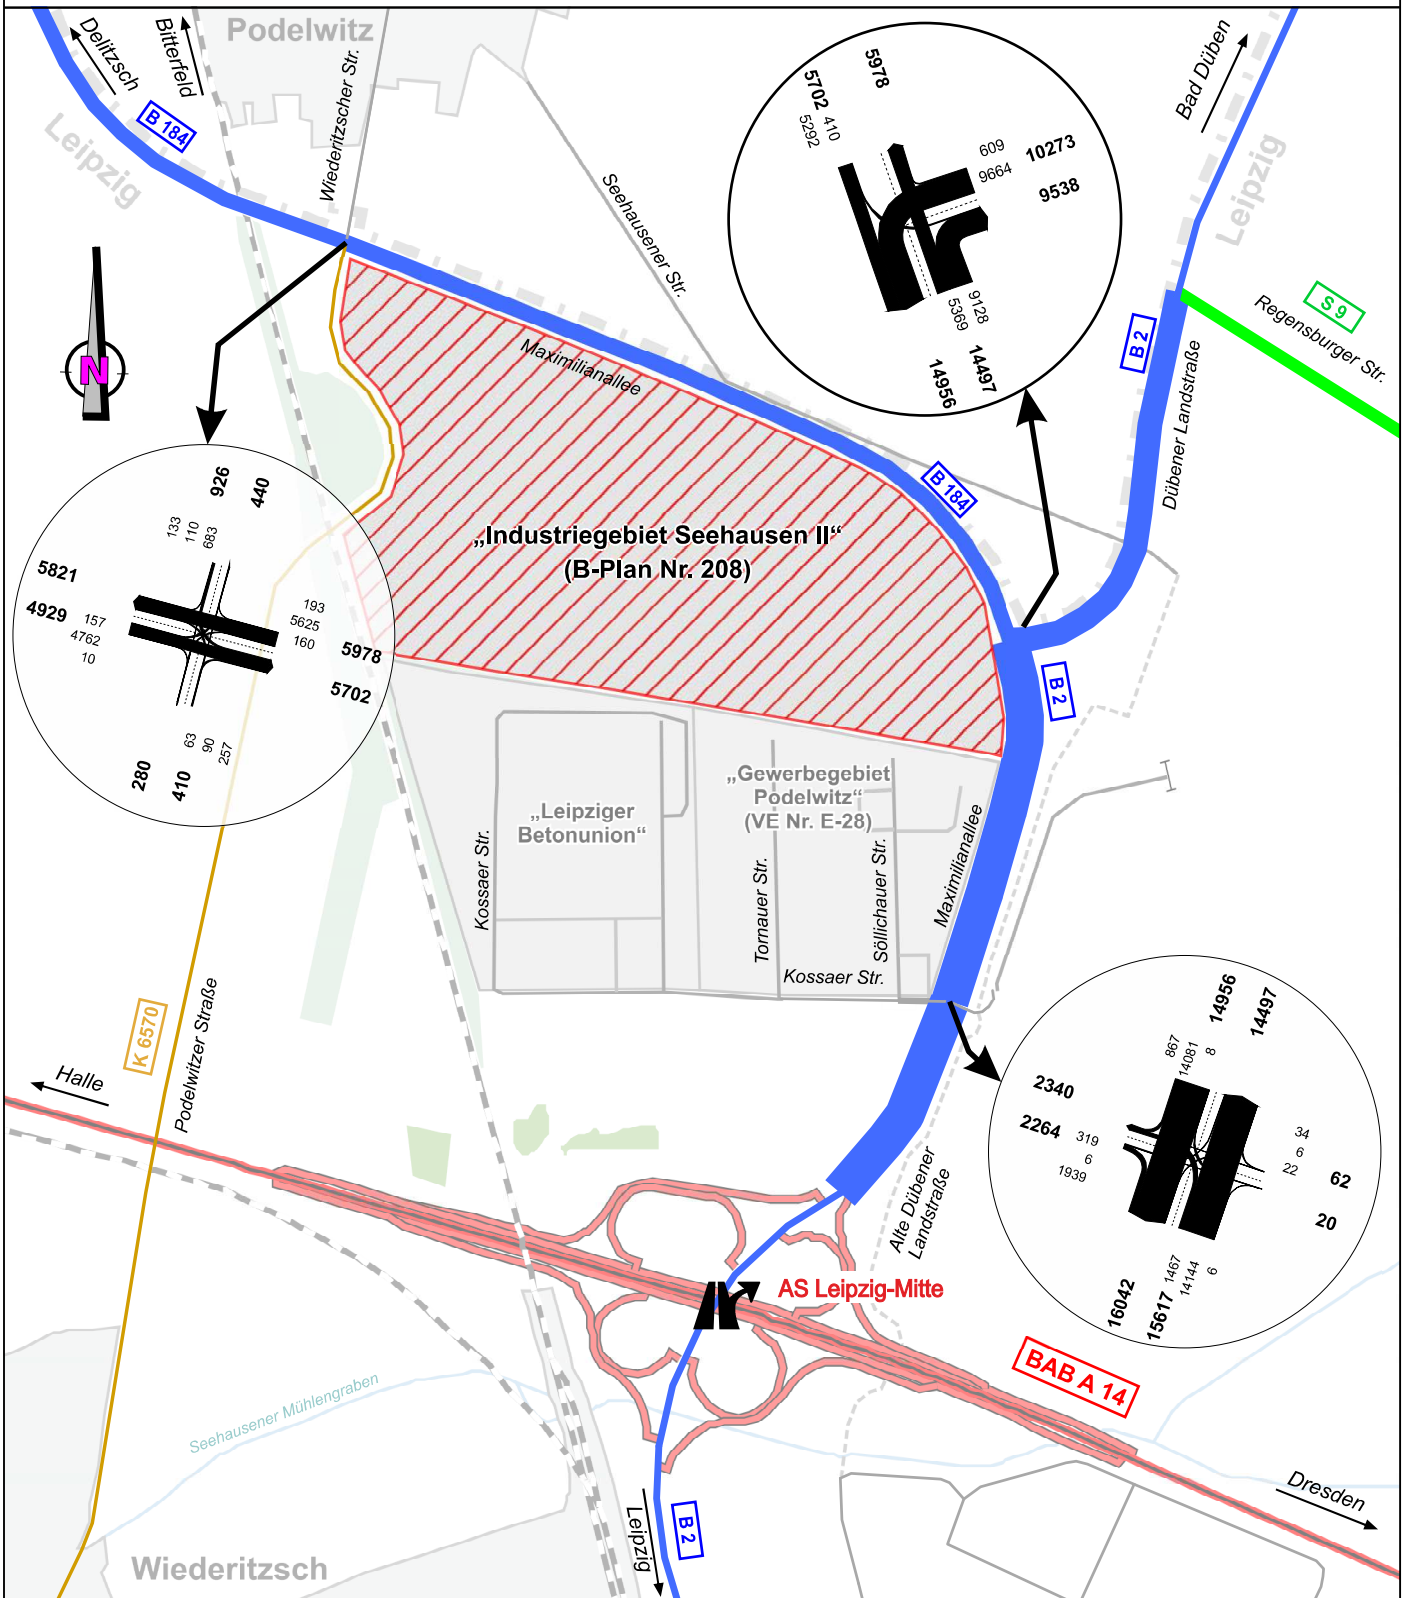 Podelwitz
Delitzsch
Bitterfeld
Leipzig
B 184
Wiederitzscher Str.
Seehausener Str.
Bad Düben
Leipzig
5702
410
5292
5978
609
9664
10273
9538
5369
9128
14956
14497
S 9
Regensburger Str.
B 2
Dübener Landstraße
Maximilianallee
N
B 184
„Industriegebiet Seehausen II“
(B-Plan Nr. 208)
926
440
133
110
683
5821
4929
157
4762
10
193
5625
160
5978
5702
63
90
257
280
410
B 2
„Leipziger
Betonunion“
„Gewerbegebiet
Podelwitz“
(VE Nr. E-28)
Kossaer Str.
Tornauer Str.
Söllichauer Str.
Maximilianallee
Kossaer Str.
K 6570
Podelwitzer Straße
Halle
14956
14497
867
14081
8
2340
2264
319
6
1939
34
6
22
62
20
1467
14144
6
16042
15617
Alte Dübener
Landstraße
AS Leipzig-Mitte
BAB A 14
Seehausener Mühlengraben
Dresden
Leipzig
B 2
Wiederitzsch